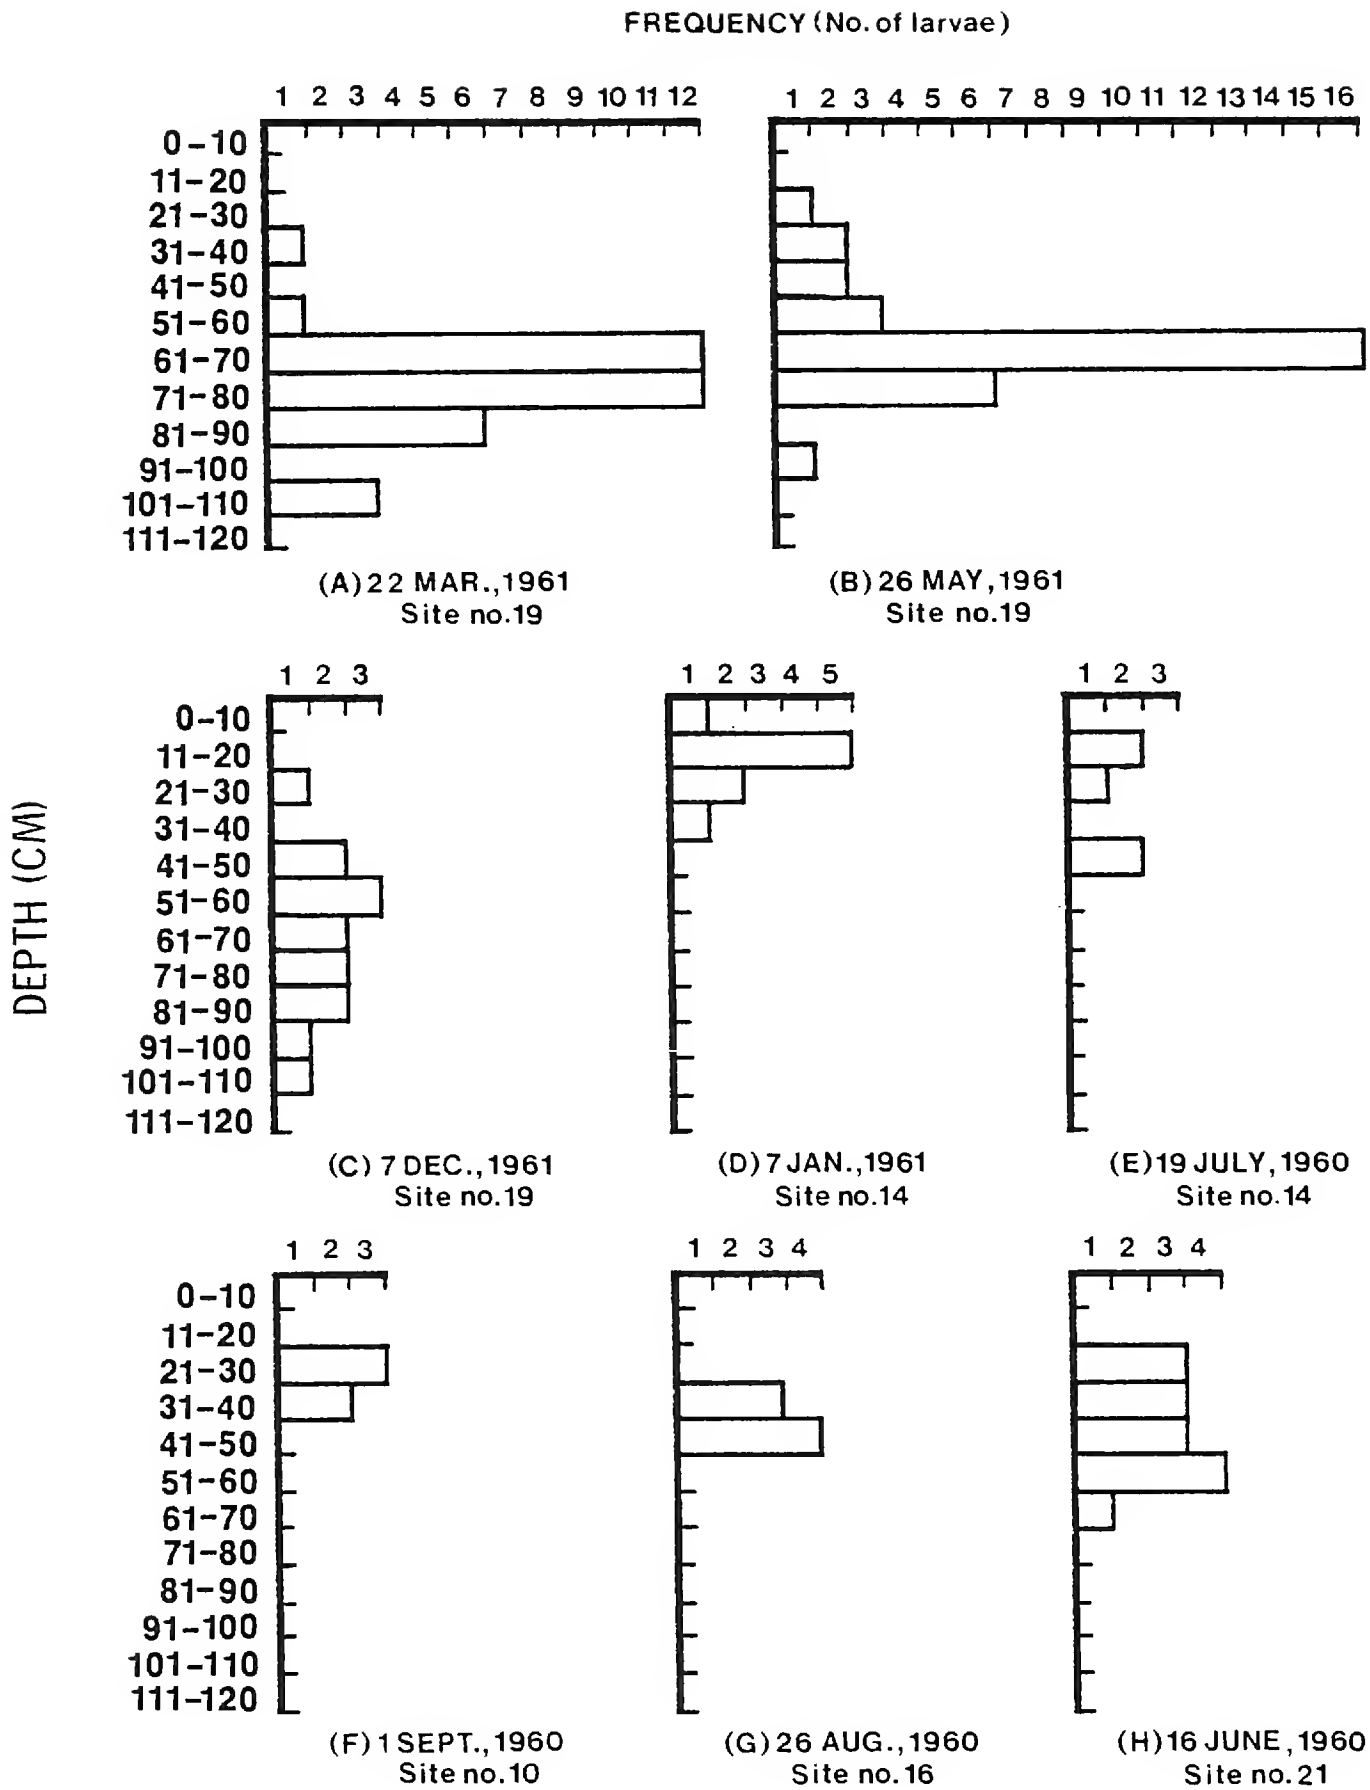 FREQUENCY (No. of larvae)
1 2 3 4 5 6 7 8 9 10 11 12
1 2 3 4 5 6 7 8 9 10 11 12 13 14 15 16
0-10
11-20
21-30
31-40
41-50
51-60
61-70
71-80
81-90
91-100
101-110
111-120
(A) 22 MAR., 1961
Site no. 19
(B) 26 MAY, 1961
Site no. 19
DEPTH (CM)
1 2 3
1 2 3 4 5
1 2 3
0-10
11-20
21-30
31-40
41-50
51-60
61-70
71-80
81-90
91-100
101-110
111-120
(C) 7 DEC., 1961
Site no. 19
(D) 7 JAN., 1961
Site no. 14
(E) 19 JULY, 1960
Site no. 14
1 2 3
1 2 3 4
1 2 3 4
0-10
11-20
21-30
31-40
41-50
51-60
61-70
71-80
81-90
91-100
101-110
111-120
(F) 1 SEPT., 1960
Site no. 10
(G) 26 AUG., 1960
Site no. 16
(H) 16 JUNE, 1960
Site no. 21